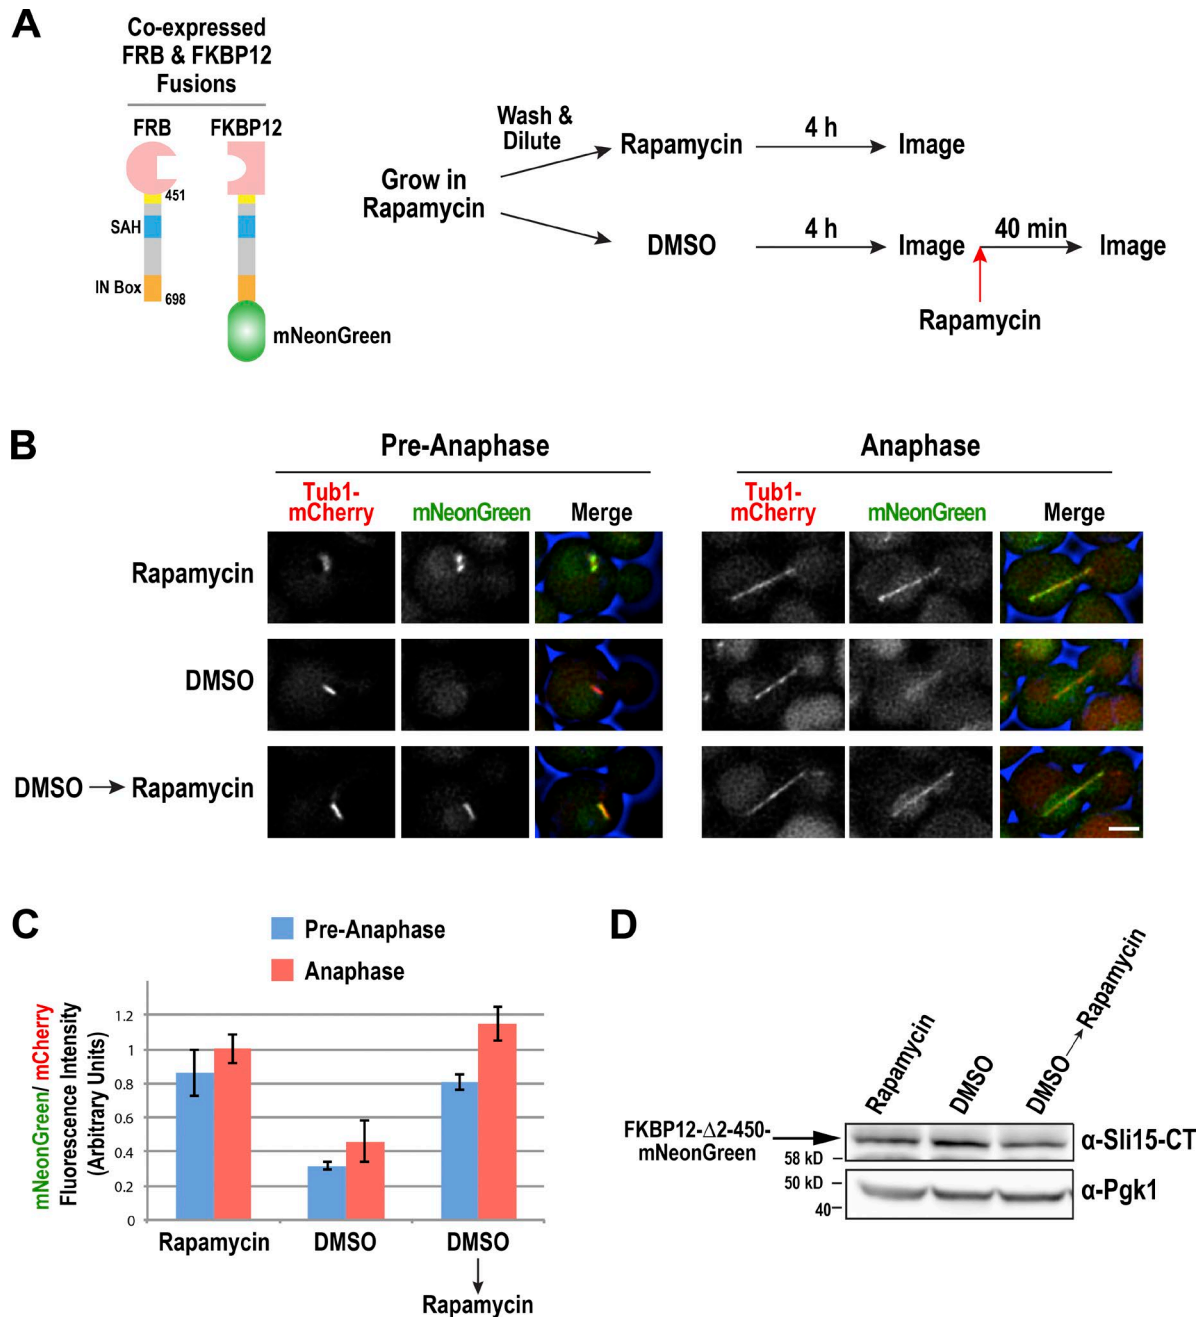 A
Co-expressed
FRB & FKBP12
Fusions
FRB
FKBP12
451
SAH
IN Box
698
mNeonGreen
Grow in
Rapamycin
Wash &
Dilute
Rapamycin
4 h
Image
DMSO
4 h
Image
40 min
Image
Rapamycin
B
Pre-Anaphase
Anaphase
Tub1-
mCherry
mNeonGreen
Merge
Tub1-
mCherry
mNeonGreen
Merge
Rapamycin
DMSO
DMSO → Rapamycin
C
Pre-Anaphase
Anaphase
mNeonGreen/ mCherry
Fluorescence Intensity
(Arbitrary Units)
1.2
1
0.8
0.6
0.4
0.2
0
Rapamycin
DMSO
DMSO
↓
Rapamycin
D
Rapamycin
DMSO
DMSO → Rapamycin
FKBP12-Δ2-450-
mNeonGreen
58 kD
α-Sli15-CT
50 kD
40
α-Pgk1